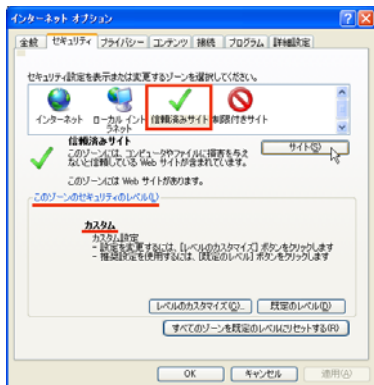 インターネット オプション
全般 セキュリティ プライバシー コンテンツ 接続 プログラム 詳細設定
セキュリティ設定を表示または変更するゾーンを選択してください。
インターネット ローカル イントラネット 信頼済みサイト 制限付きサイト
信頼済みサイト
サイト(S)
このゾーンには、コンピュータやファイルに損害を与え
ないと信頼している Web サイトが含まれています。
このゾーンには Web サイトがあります。
このゾーンのセキュリティのレベル(L)
カスタム
カスタム設定
- 設定を変更するには、[レベルのカスタマイズ] ボタンをクリックします
- 推奨設定を使用するには、[既定のレベル] ボタンをクリックします
レベルのカスタマイズ(C)... 既定のレベル(D)
すべてのゾーンを既定のレベルにリセットする(R)
OK キャンセル 適用(A)